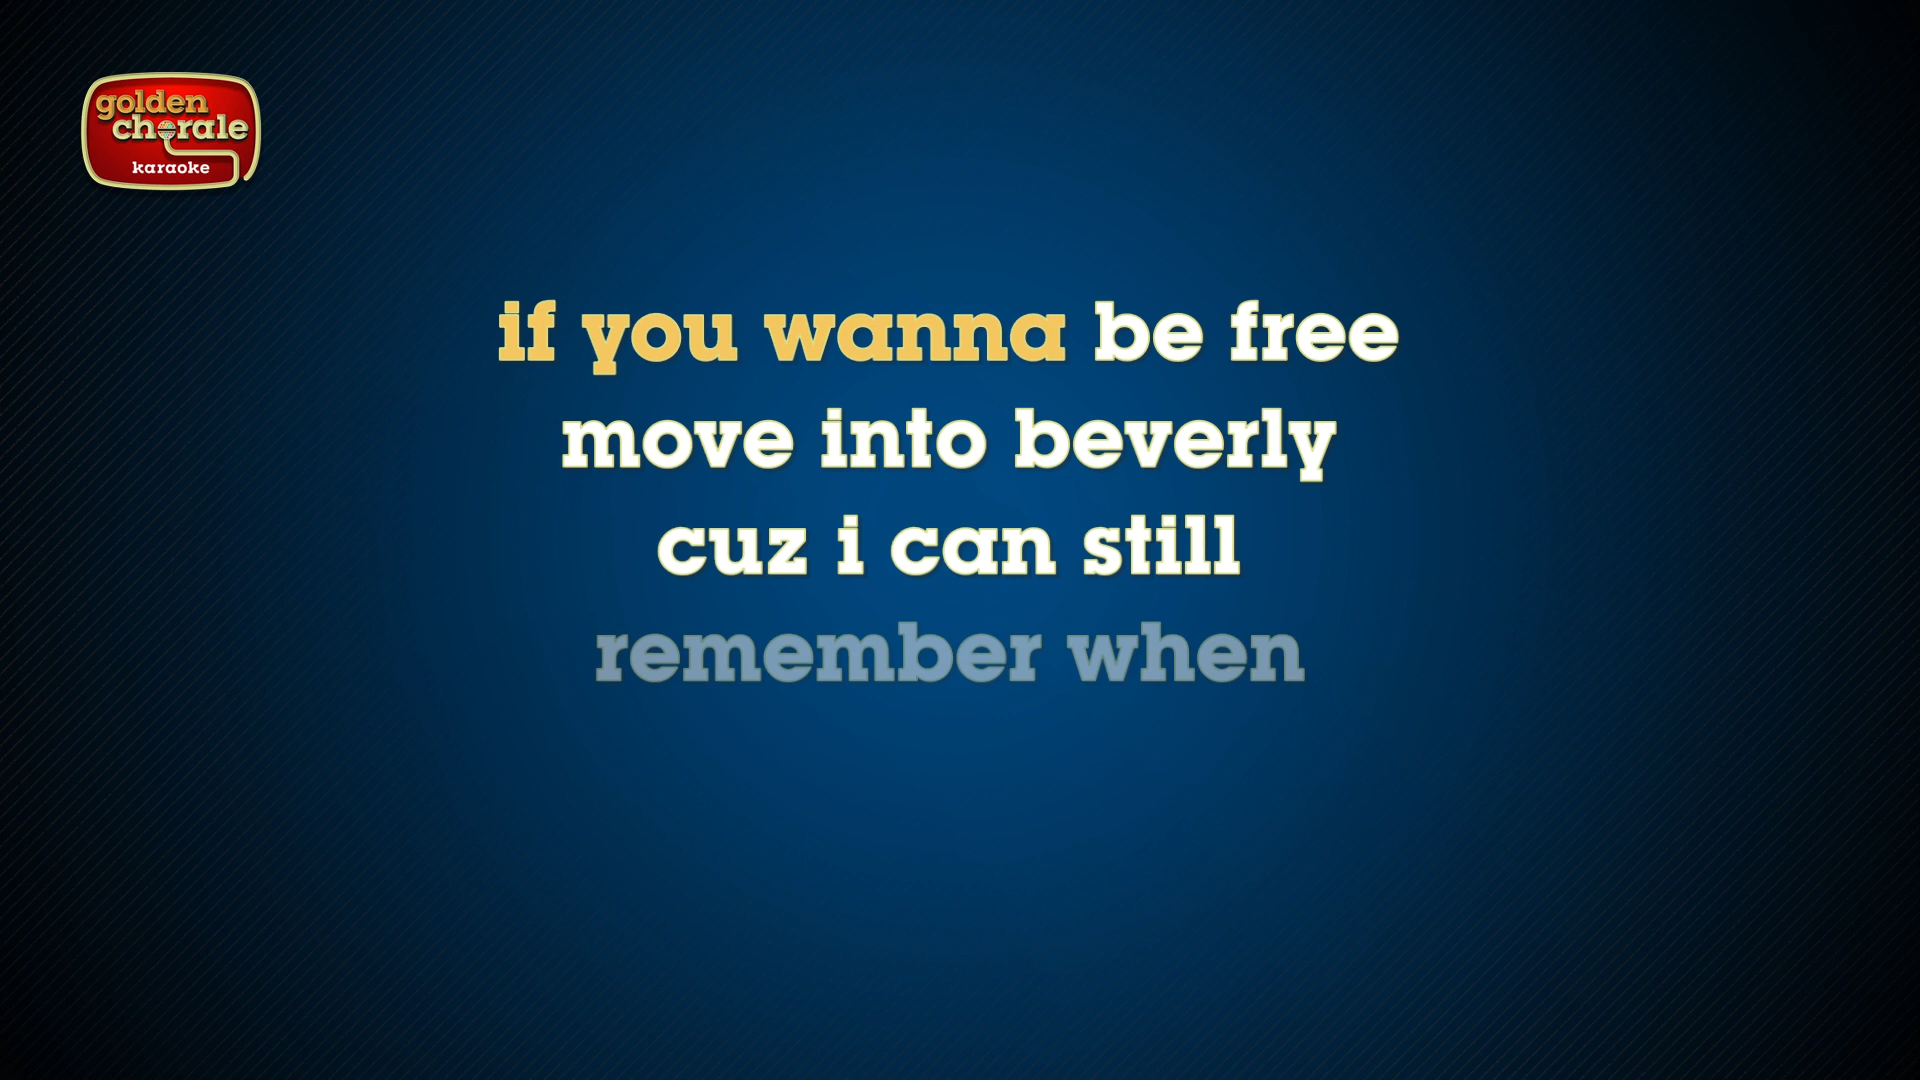 golden
chorale
karaoke
if you wanna be free
move into beverly
cuz i can still
remember when